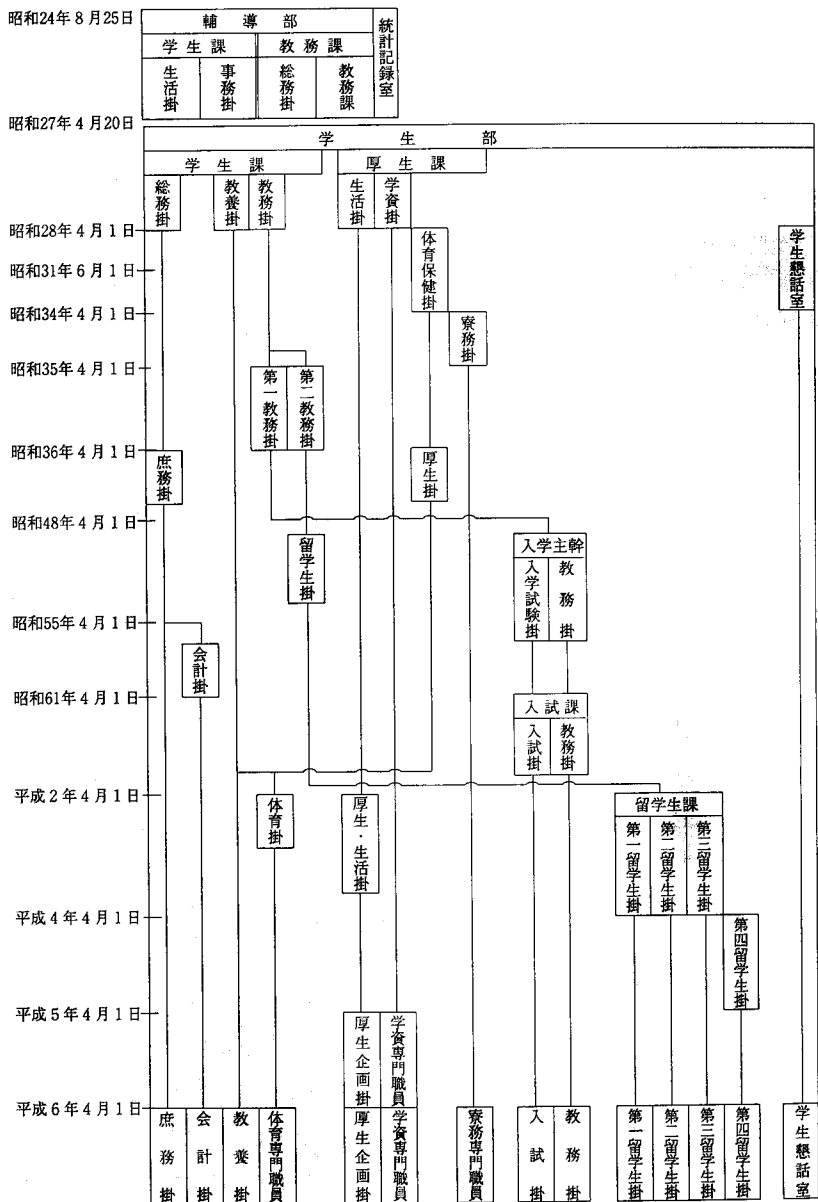 昭和24年8月25日
輔導部
統計記録室
学生課
教務課
生活掛
事務掛
総務掛
教務課
昭和27年4月20日
学生部
学生課
厚生課
総務掛
教養掛
教務掛
生活掛
学資掛
昭和28年4月1日
体育保健掛
学生懇話室
昭和31年6月1日
昭和34年4月1日
寮務掛
昭和35年4月1日
第一教務掛
第二教務掛
昭和36年4月1日
庶務掛
厚生掛
昭和48年4月1日
留学生掛
入学主幹
入学試験掛
教務掛
昭和55年4月1日
会計掛
昭和61年4月1日
入試課
入試掛
教務掛
平成2年4月1日
体育掛
厚生・生活掛
留学生課
第一留学生掛
第二留学生掛
第三留学生掛
平成4年4月1日
第四留学生掛
平成5年4月1日
厚生企画掛
学資専門職員
平成6年4月1日
庶務掛
会計掛
教養掛
体育専門職員
厚生企画掛
学資専門職員
寮務専門職員
入試掛
教務掛
第一留学生掛
第二留学生掛
第三留学生掛
第四留学生掛
学生懇話室